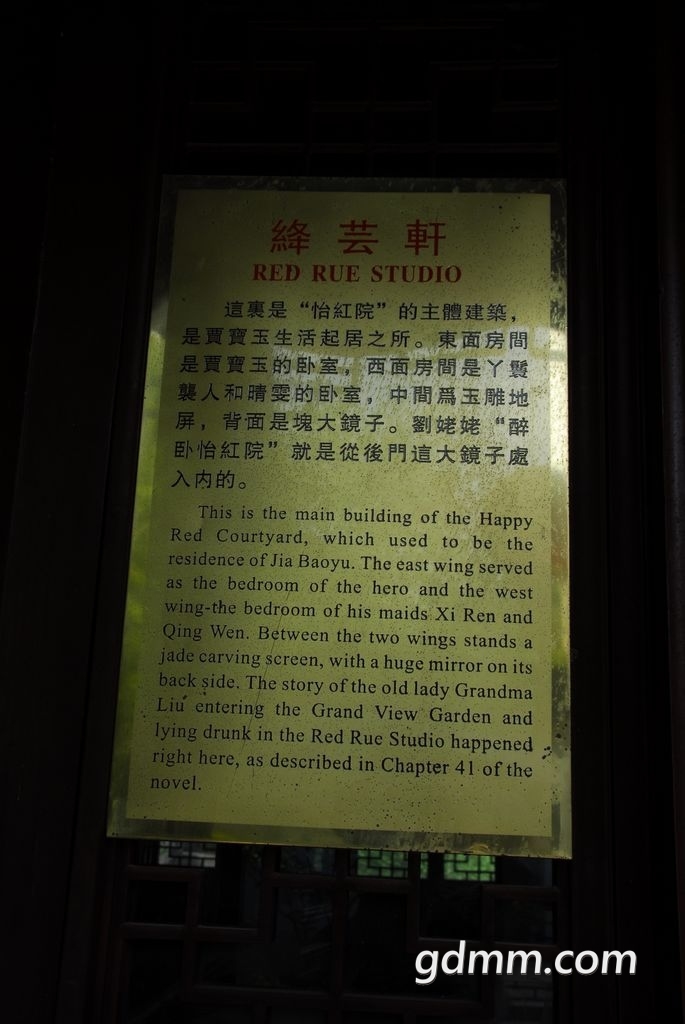 絳芸軒
RED RUE STUDIO
這裏是“怡紅院”的主體建築，
是賈寶玉生活起居之所。東面房間
是賈寶玉的卧室，西面房間是丫鬟
襲人和晴雯的卧室，中間爲玉雕地
屏，背面是塊大鏡子。劉姥姥“醉
卧怡紅院”就是從後門這大鏡子處
入内的。
This is the main building of the Happy
Red Courtyard, which used to be the
residence of Jia Baoyu. The east wing served
as the bedroom of the hero and the west
wing-the bedroom of his maids Xi Ren and
Qing Wen. Between the two wings stands a
jade carving screen, with a huge mirror on its
back side. The story of the old lady Grandma
Liu entering the Grand View Garden and
lying drunk in the Red Rue Studio happened
right here, as described in Chapter 41 of the
novel.
gdmm.com